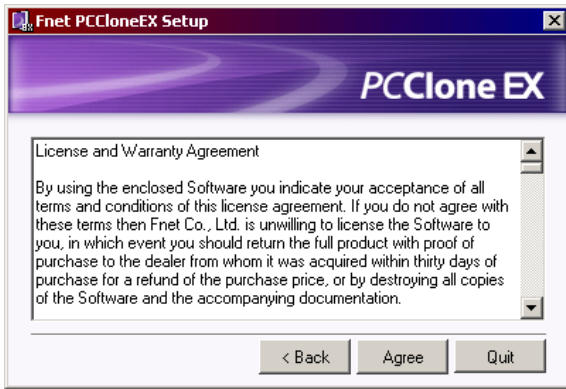 Fnet PCCloneEX Setup
PCClone EX
License and Warranty Agreement
By using the enclosed Software you indicate your acceptance of all
terms and conditions of this license agreement. If you do not agree with
these terms then Fnet Co., Ltd. is unwilling to license the Software to
you, in which event you should return the full product with proof of
purchase to the dealer from whom it was acquired within thirty days of
purchase for a refund of the purchase price, or by destroying all copies
of the Software and the accompanying documentation.
< Back Agree Quit